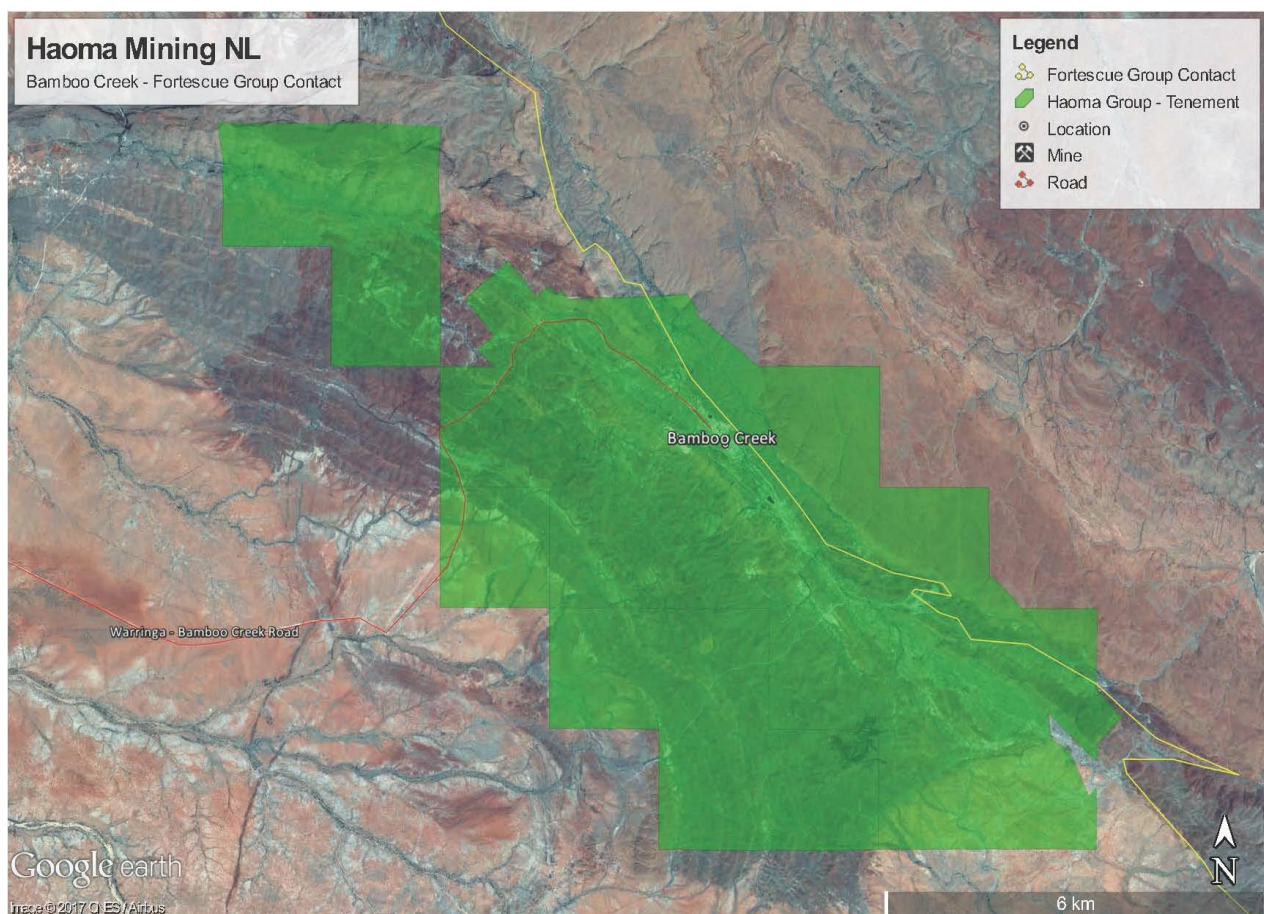 Haoma Mining NL
Bamboo Creek - Fortescue Group Contact
Legend
Fortescue Group Contact
Haoma Group - Tenement
Location
Mine
Road
Bamboo Creek
Warringa - Bamboo Creek Road
Google earth
Image © 2017 CNES / Airbus
N
6 km